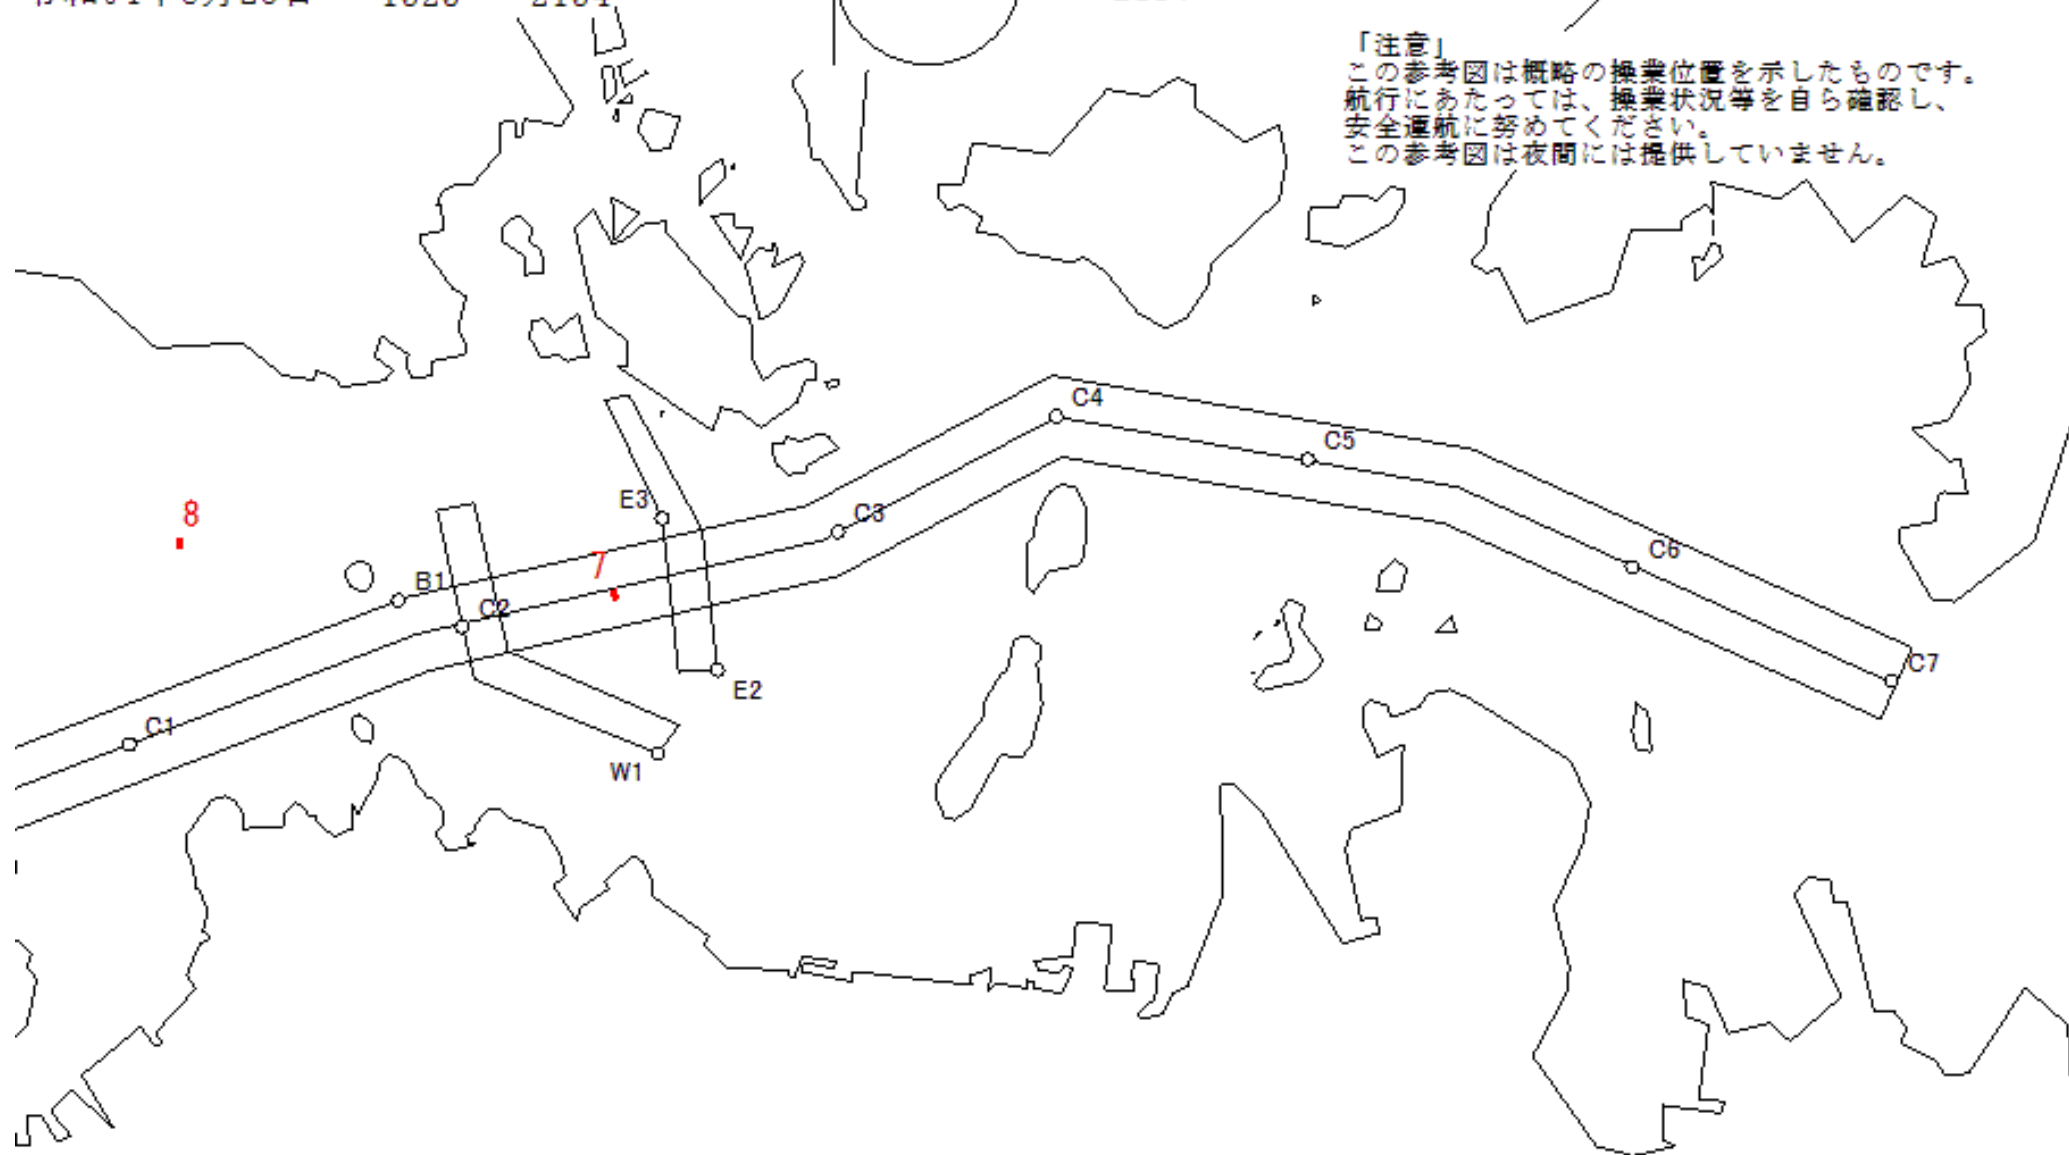 「注意」
この参考図は概略の操業位置を示したものです。
航行にあたっては、操業状況等を自ら確認し、
安全運航に努めてください。
この参考図は夜間には提供していません。
C4
C5
8
E3
C3
7
C6
B1
C2
C7
E2
C1
W1